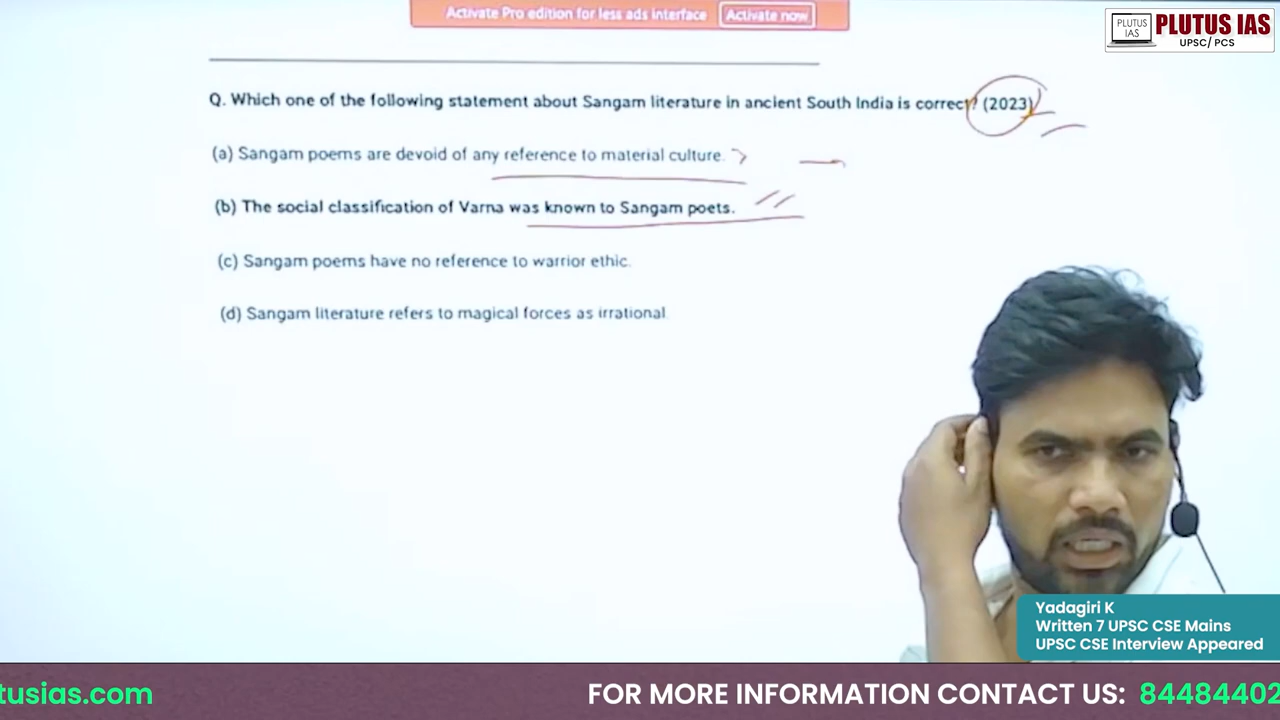 Activate Pro edition for less ads interface Activate now
PLUTUS IAS
PLUTUS IAS
UPSC/ PCS
Q. Which one of the following statement about Sangam literature in ancient South India is correct? (2023)
(a) Sangam poems are devoid of any reference to material culture.
(b) The social classification of Varna was known to Sangam poets.
(c) Sangam poems have no reference to warrior ethic.
(d) Sangam literature refers to magical forces as irrational
Yadagiri K
Written 7 UPSC CSE Mains
UPSC CSE Interview Appeared
tusias.com FOR MORE INFORMATION CONTACT US: 84484402